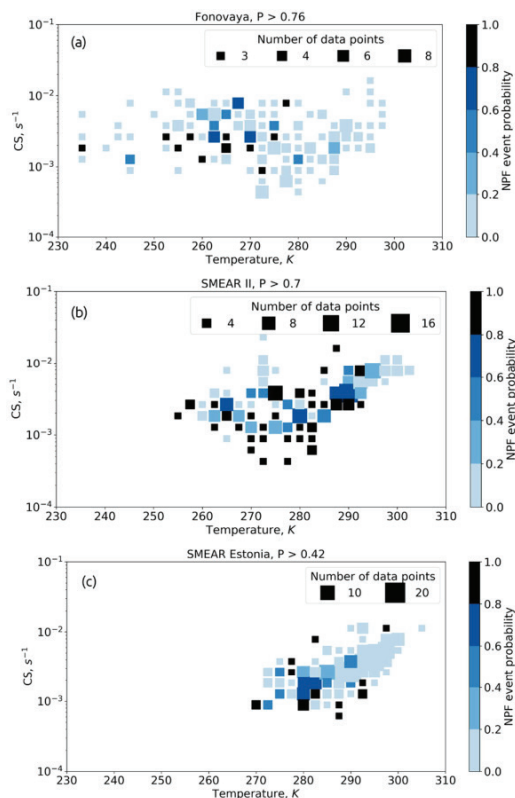 Fonovaya, P > 0.76
(a)
Number of data points
3 4 6 8
10⁻¹
10⁻²
10⁻³
10⁻⁴
CS, s⁻¹
230 240 250 260 270 280 290 300 310
Temperature, K
1.0
0.8
0.6
0.4
0.2
0.0
NPF event probability
SMEAR II, P > 0.7
(b)
Number of data points
4 8 12 16
10⁻¹
10⁻²
10⁻³
10⁻⁴
CS, s⁻¹
230 240 250 260 270 280 290 300 310
Temperature, K
1.0
0.8
0.6
0.4
0.2
0.0
NPF event probability
SMEAR Estonia, P > 0.42
(c)
Number of data points
10 20
10⁻¹
10⁻²
10⁻³
10⁻⁴
CS, s⁻¹
230 240 250 260 270 280 290 300 310
Temperature, K
1.0
0.8
0.6
0.4
0.2
0.0
NPF event probability